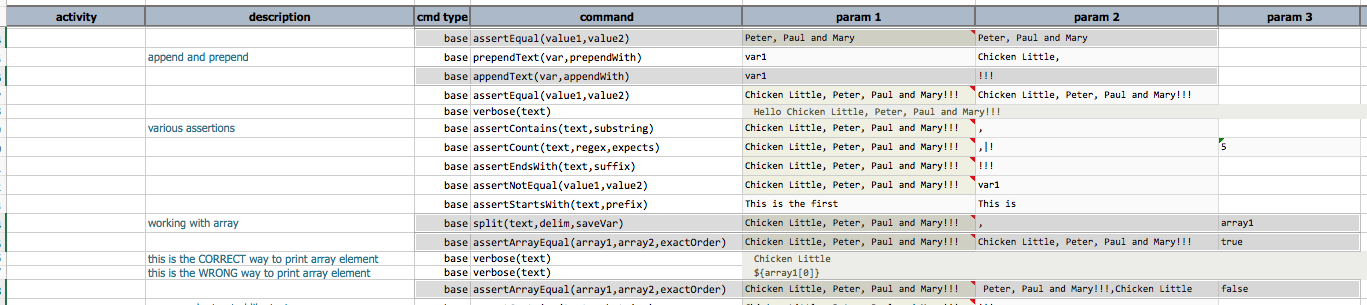 activity description cmd type command param 1 param 2 param 3
base assertEqual(value1,value2) Peter, Paul and Mary Peter, Paul and Mary
append and prepend base prependText(var,prependWith) var1 Chicken Little,
base appendText(var,appendWith) var1 !!!
base assertEqual(value1,value2) Chicken Little, Peter, Paul and Mary!!! Chicken Little, Peter, Paul and Mary!!!
base verbose(text) Hello Chicken Little, Peter, Paul and Mary!!!
various assertions base assertContains(text,substring) Chicken Little, Peter, Paul and Mary!!! ,
base assertCount(text,regex,expects) Chicken Little, Peter, Paul and Mary!!! ,|! 5
base assertEndsWith(text,suffix) Chicken Little, Peter, Paul and Mary!!! !!!
base assertNotEqual(value1,value2) Chicken Little, Peter, Paul and Mary!!! var1
base assertStartsWith(text,prefix) This is the first This is
working with array base split(text,delim,saveVar) Chicken Little, Peter, Paul and Mary!!! , array1
base assertArrayEqual(array1,array2,exactOrder) Chicken Little, Peter, Paul and Mary!!! Chicken Little, Peter, Paul and Mary!!! true
this is the CORRECT way to print array element base verbose(text) Chicken Little
this is the WRONG way to print array element base verbose(text) ${array1[0]}
base assertArrayEqual(array1,array2,exactOrder) Chicken Little, Peter, Paul and Mary!!! Peter, Paul and Mary!!!,Chicken Little false